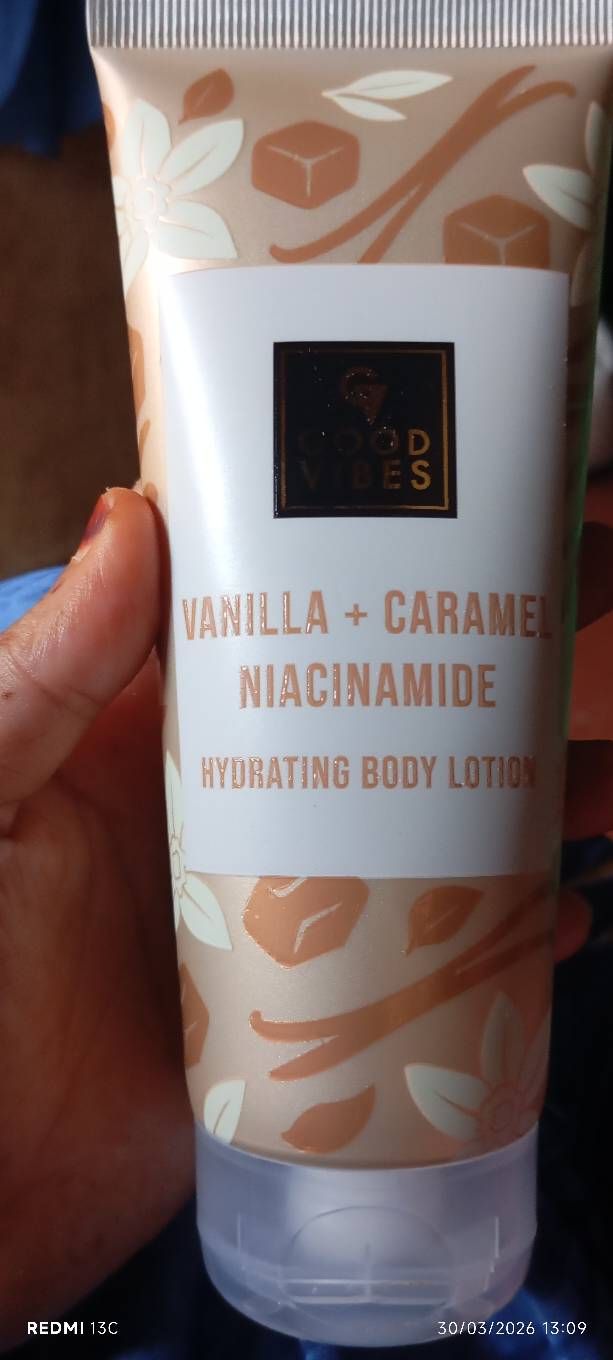 GOOD
VIBES
VANILLA + CARAMEL
NIACINAMIDE
HYDRATING BODY LOTION
REDMI 13C
30/03/2026 13:09